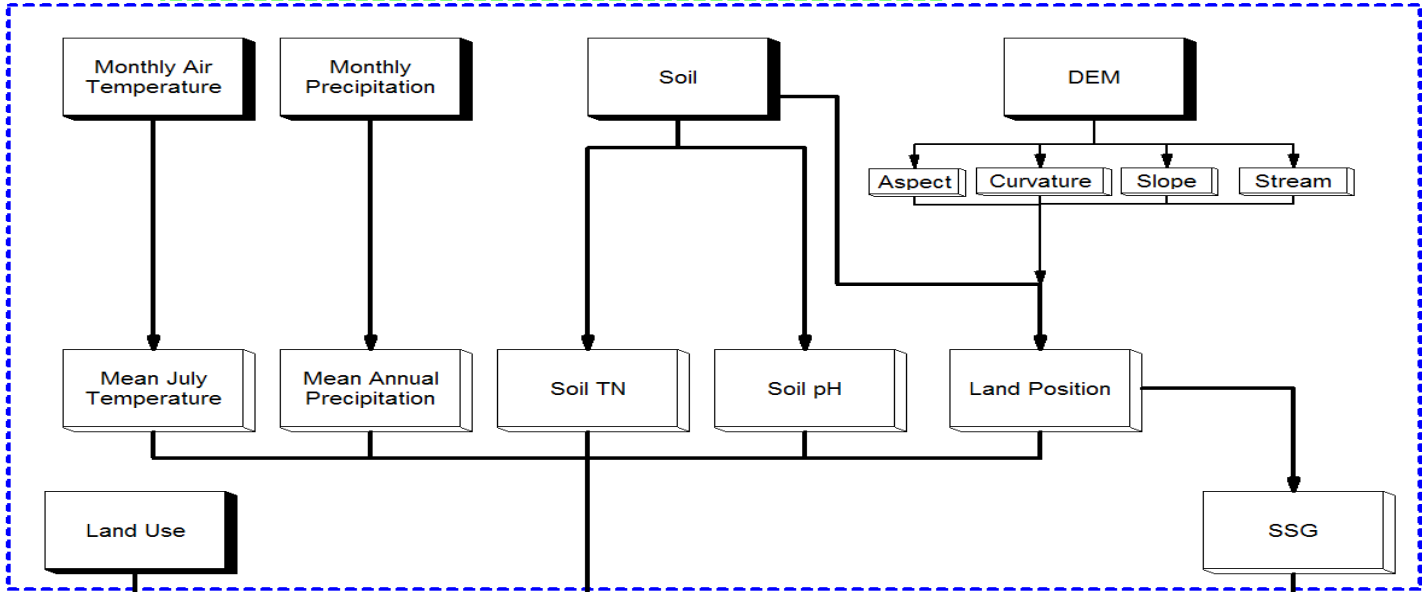 Monthly Air
Temperature
Monthly
Precipitation
Soil
DEM
Aspect
Curvature
Slope
Stream
Mean July
Temperature
Mean Annual
Precipitation
Soil TN
Soil pH
Land Position
Land Use
SSG